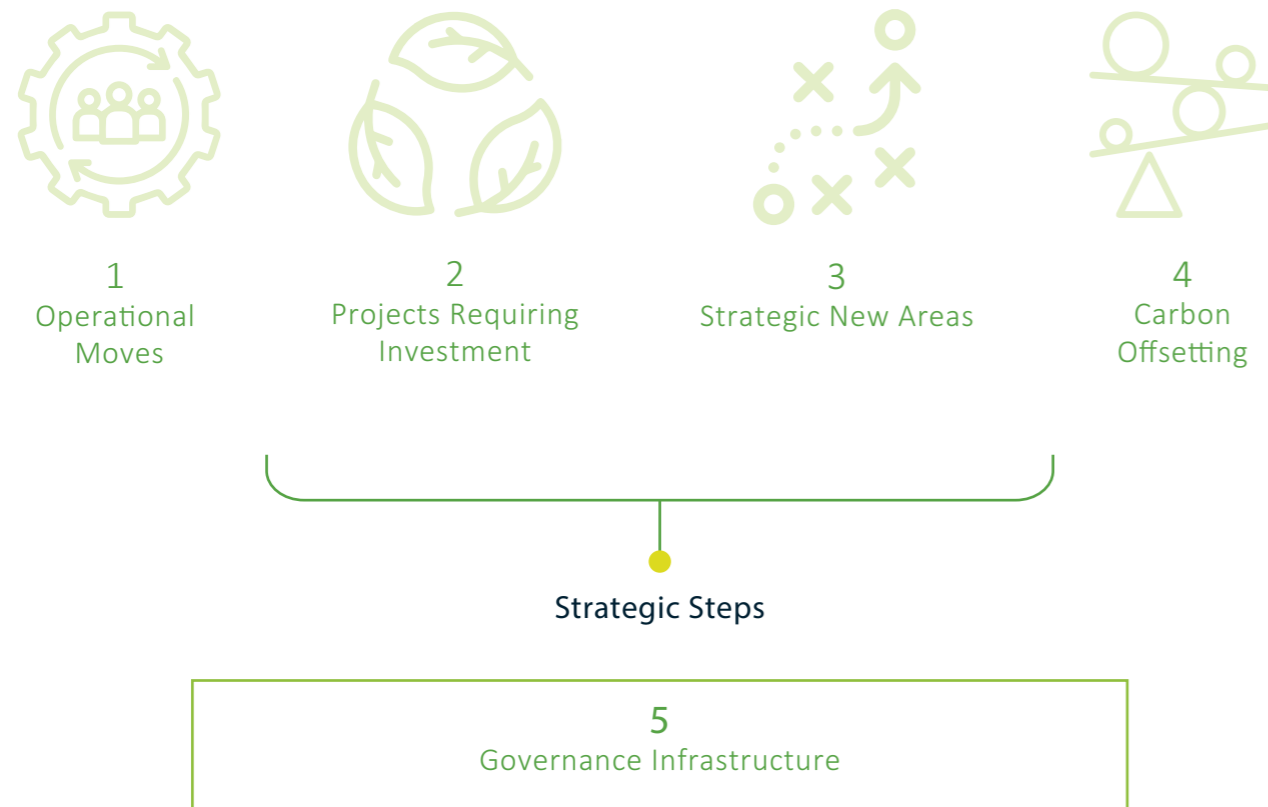 1
Operational
Moves
2
Projects Requiring
Investment
3
Strategic New Areas
4
Carbon
Offsetting
Strategic Steps
5
Governance Infrastructure